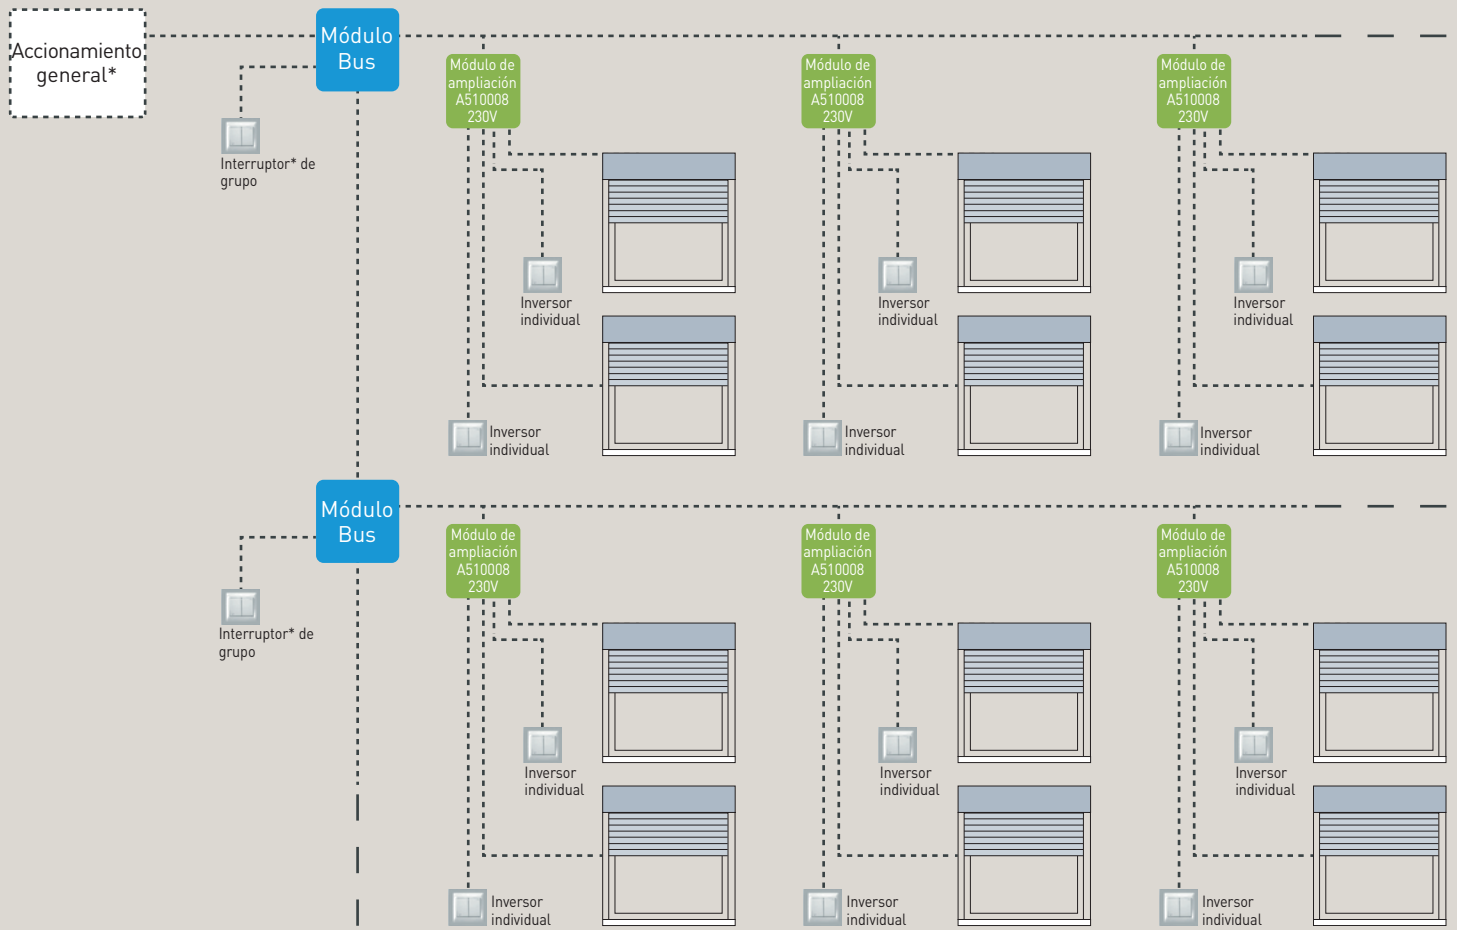 Accionamiento
general*
Módulo
Bus
Módulo de
ampliación
A510008
230V
Módulo de
ampliación
A510008
230V
Módulo de
ampliación
A510008
230V
Interruptor* de
grupo
Inversor
individual
Inversor
individual
Inversor
individual
Inversor
individual
Inversor
individual
Inversor
individual
Módulo
Bus
Módulo de
ampliación
A510008
230V
Módulo de
ampliación
A510008
230V
Módulo de
ampliación
A510008
230V
Interruptor* de
grupo
Inversor
individual
Inversor
individual
Inversor
individual
Inversor
individual
Inversor
individual
Inversor
individual